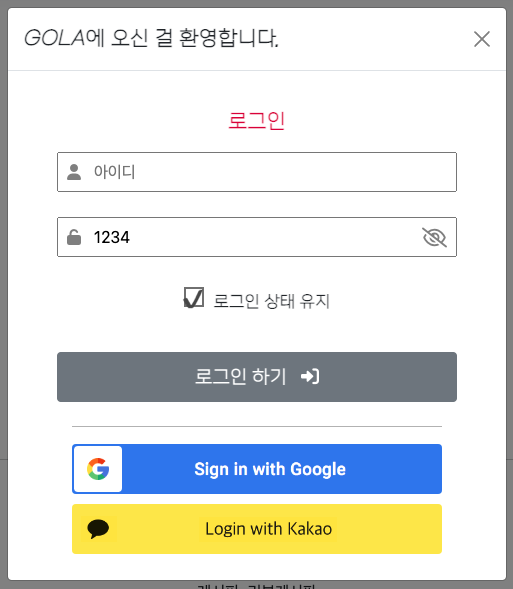 GOLA에 오신 걸 환영합니다.
로그인
아이디
1234
로그인 상태 유지
로그인 하기
Sign in with Google
Login with Kakao